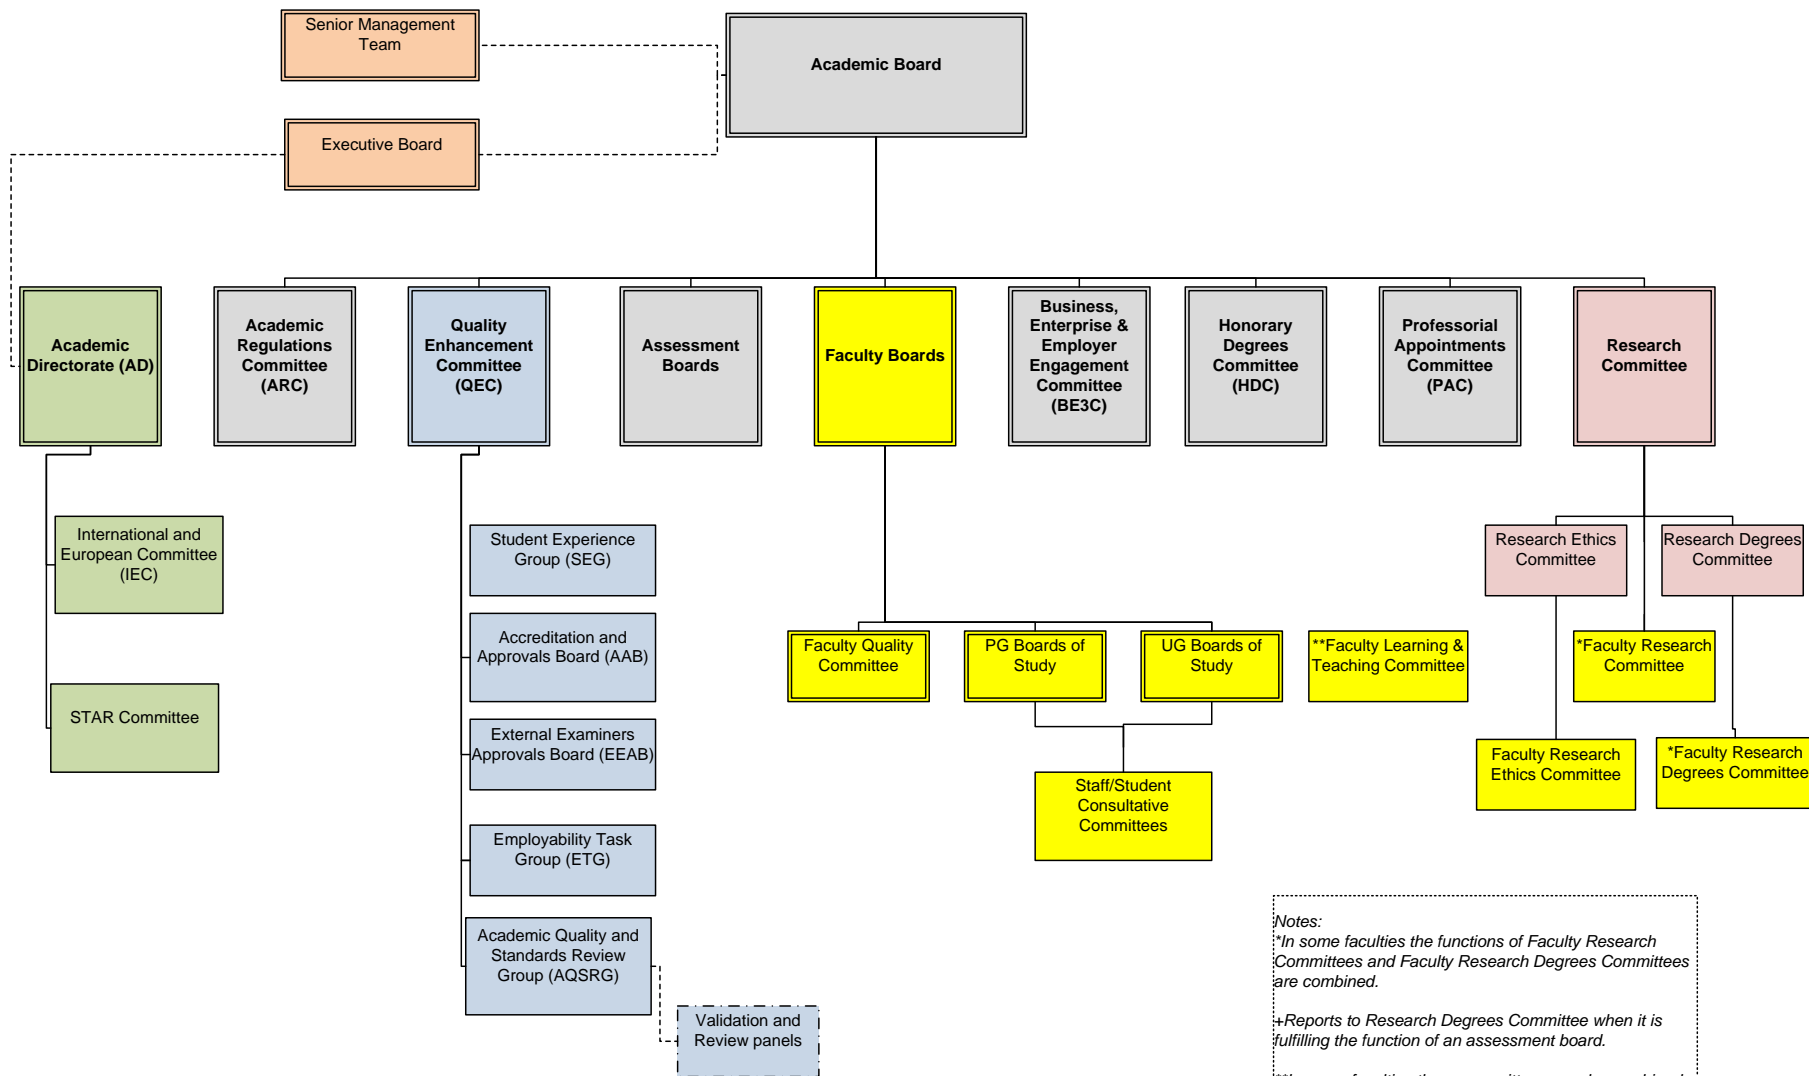 Senior Management
Team
Academic Board
Executive Board
Academic
Directorate (AD)
Academic
Regulations
Committee
(ARC)
Quality
Enhancement
Committee
(QEC)
Assessment
Boards
Faculty Boards
Business,
Enterprise &
Employer
Engagement
Committee
(BE3C)
Honorary
Degrees
Committee
(HDC)
Professorial
Appointments
Committee
(PAC)
Research
Committee
International and
European Committee
(IEC)
STAR Committee
Student Experience
Group (SEG)
Accreditation and
Approvals Board (AAB)
External Examiners
Approvals Board (EEAB)
Employability Task
Group (ETG)
Academic Quality and
Standards Review
Group (AQSRG)
Validation and
Review panels
Faculty Quality
Committee
PG Boards of
Study
UG Boards of
Study
Staff/Student
Consultative
Committees
**Faculty Learning &
Teaching Committee
Research Ethics
Committee
Research Degrees
Committee
*Faculty Research
Committee
Faculty Research
Ethics Committee
*Faculty Research
Degrees Committee
Notes:
*In some faculties the functions of Faculty Research
Committees and Faculty Research Degrees Committees
are combined.
+Reports to Research Degrees Committee when it is
fulfilling the function of an assessment board.